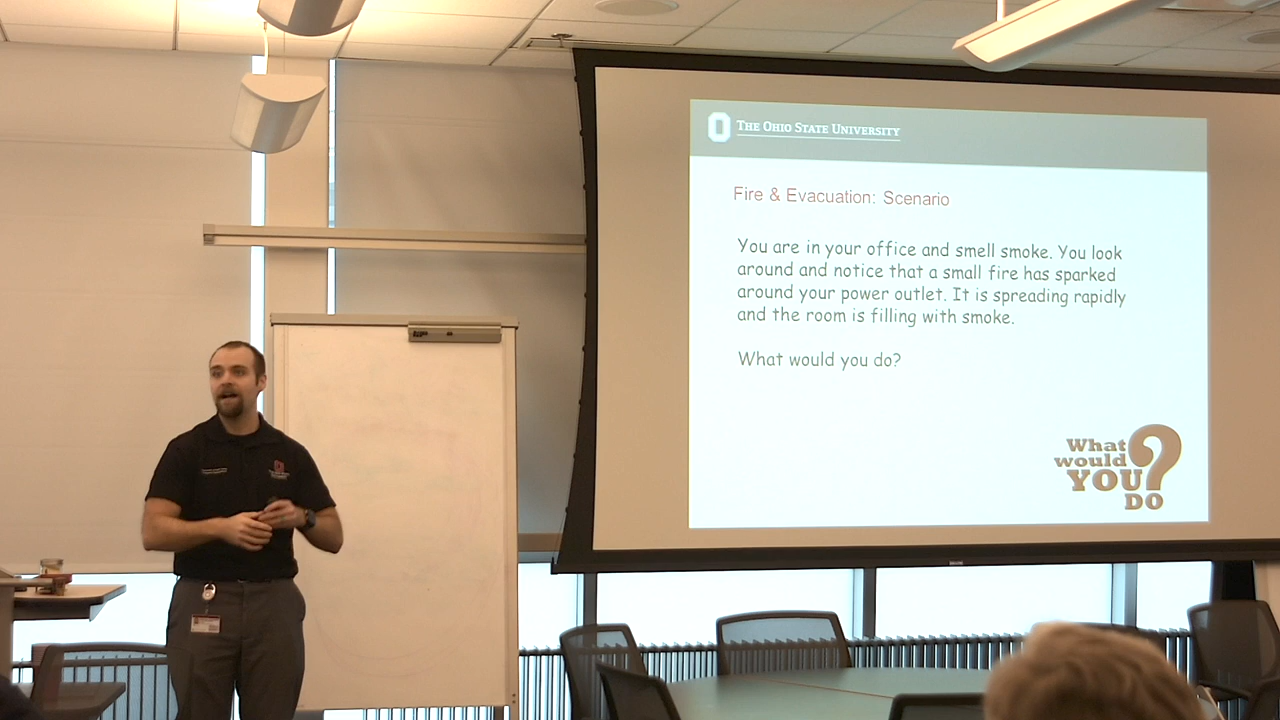 THE OHIO STATE UNIVERSITY
Fire & Evacuation: Scenario
You are in your office and smell smoke. You look
around and notice that a small fire has sparked
around your power outlet. It is spreading rapidly
and the room is filling with smoke.
What would you do?
What
would
YOU
DO
?